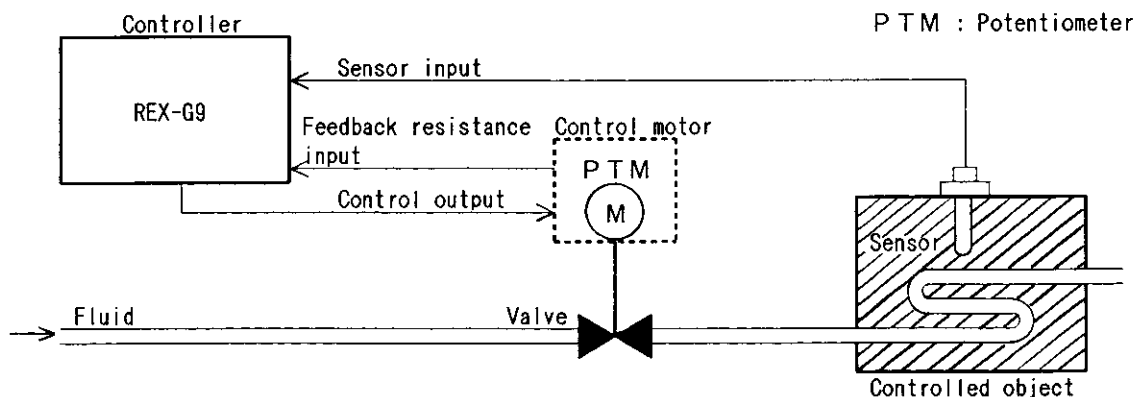 Controller
PTM : Potentiometer
Sensor input
REX-G9
Feedback resistance
input
Control motor
PTM
M
Control output
Sensor
Fluid
Valve
Controlled object